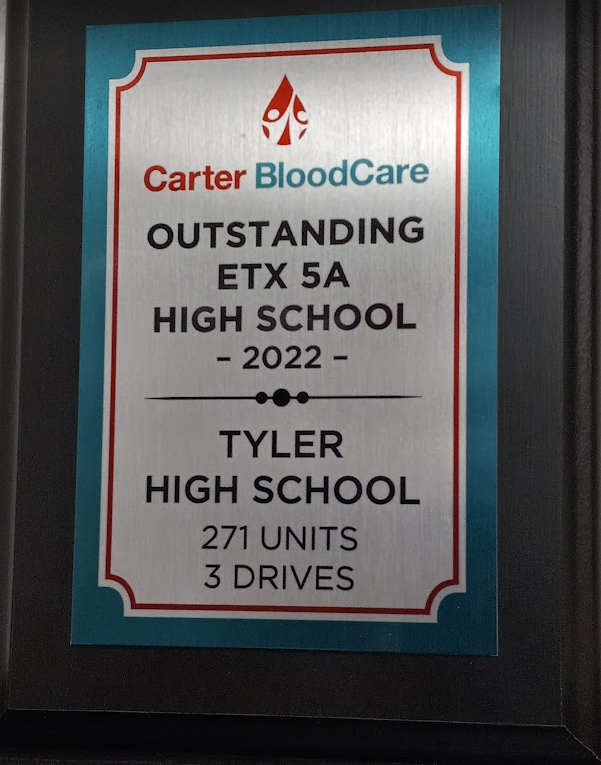 Carter BloodCare
OUTSTANDING
ETX 5A
HIGH SCHOOL
- 2022 -
TYLER
HIGH SCHOOL
271 UNITS
3 DRIVES